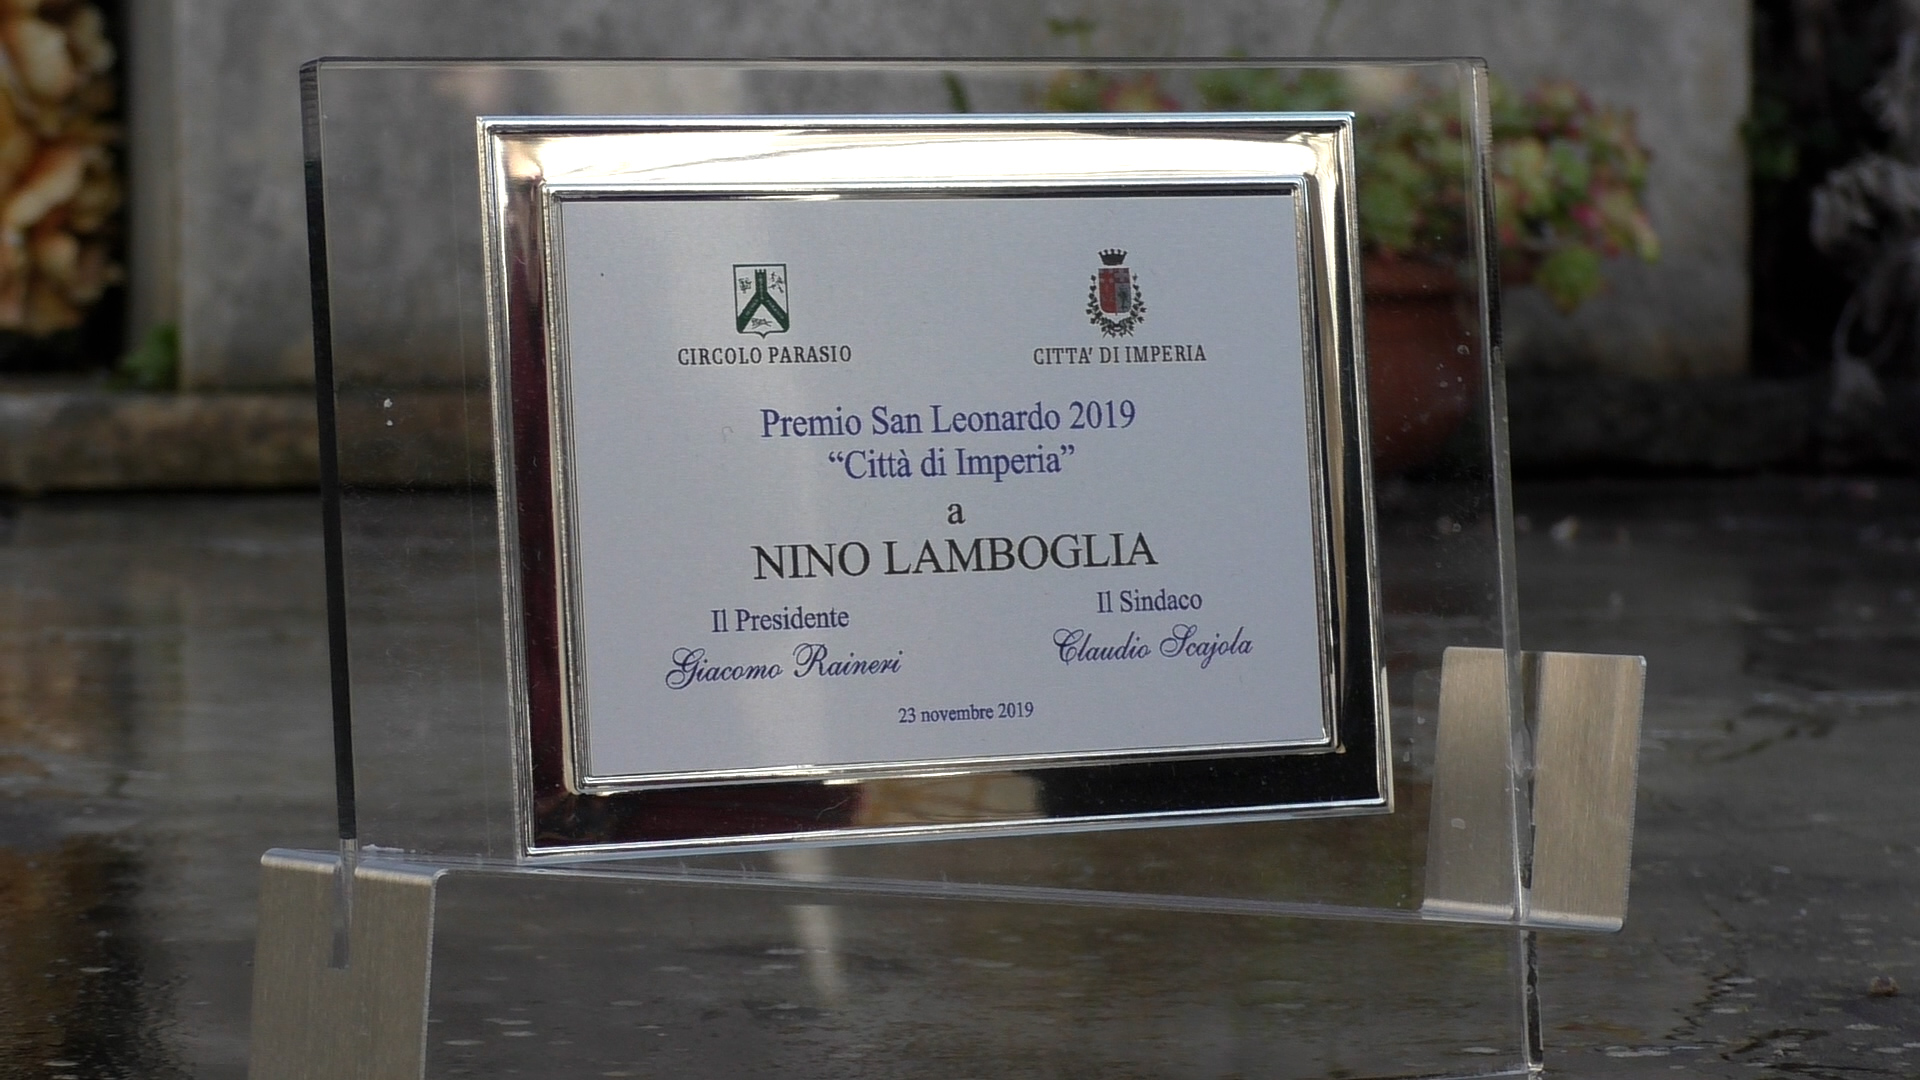 CIRCOLO PARASIO
CITTA' DI IMPERIA
Premio San Leonardo 2019
“Città di Imperia”
a
NINO LAMBOGLIA
Il Presidente
Il Sindaco
Giacomo Raineri
Claudio Scajola
23 novembre 2019